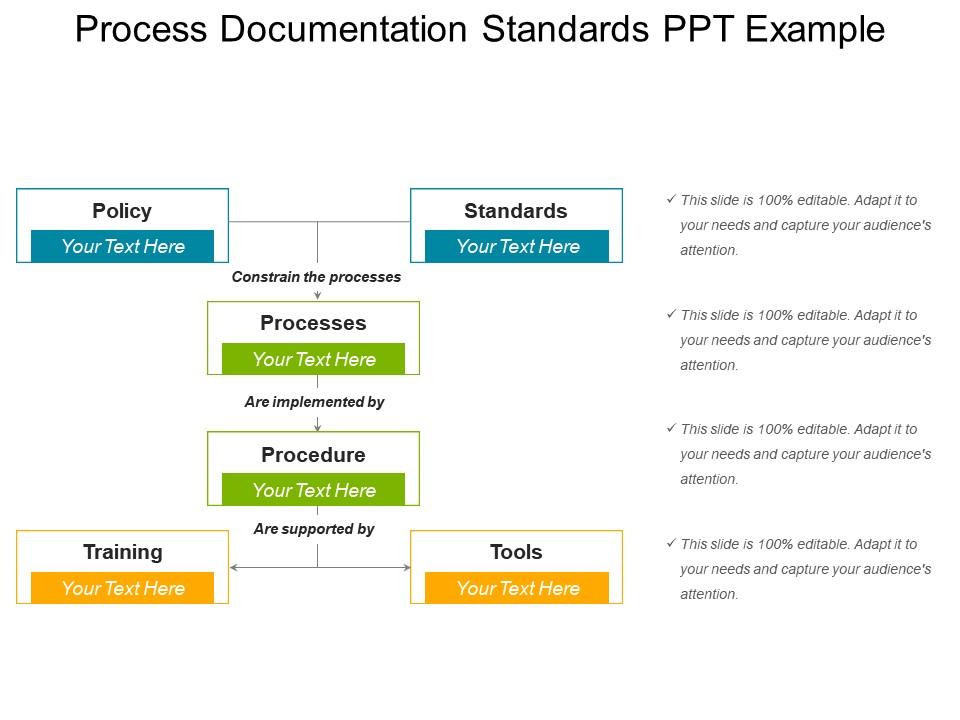 Process Documentation Standards PPT Example
Policy
Your Text Here
Standards
Your Text Here
Constrain the processes
Processes
Your Text Here
Are implemented by
Procedure
Your Text Here
Are supported by
Training
Your Text Here
Tools
Your Text Here
✓ This slide is 100% editable. Adapt it to
your needs and capture your audience's
attention.
✓ This slide is 100% editable. Adapt it to
your needs and capture your audience's
attention.
✓ This slide is 100% editable. Adapt it to
your needs and capture your audience's
attention.
✓ This slide is 100% editable. Adapt it to
your needs and capture your audience's
attention.